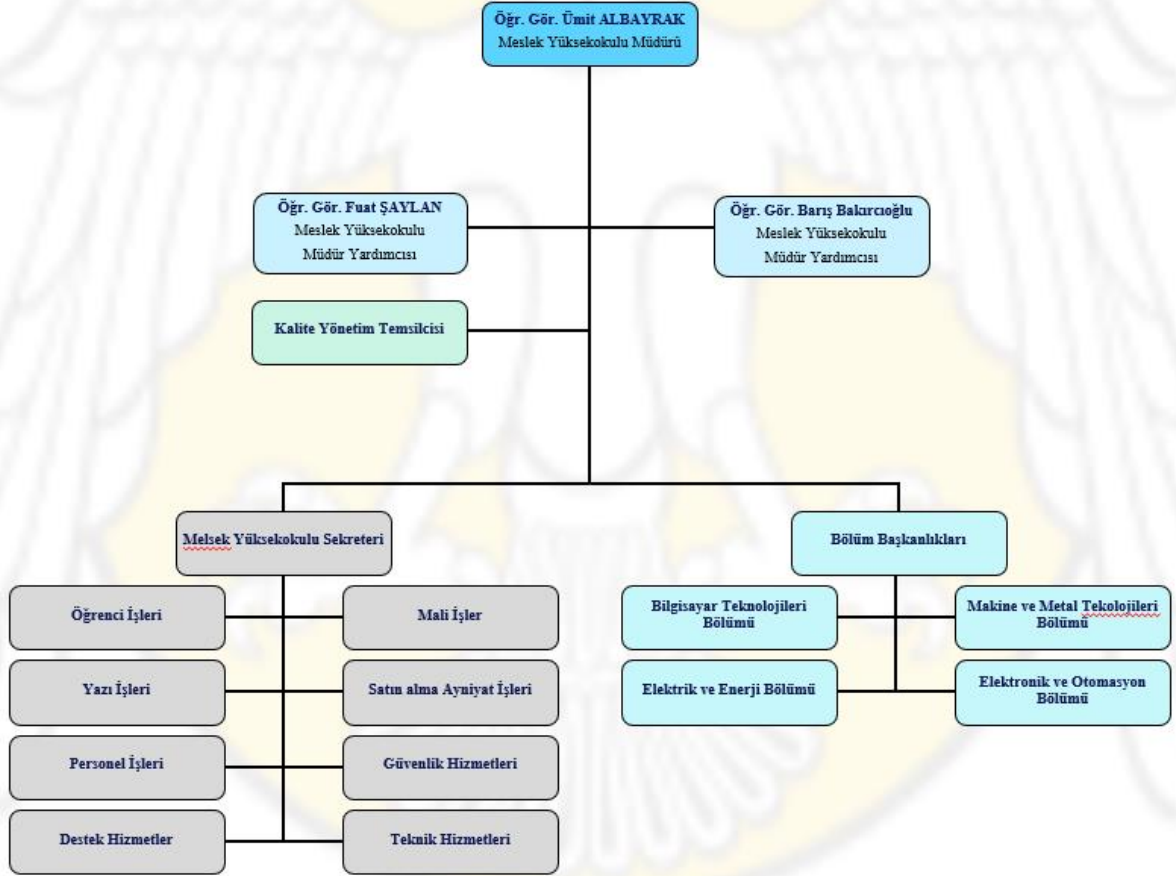 Öğr. Gör. Ümit ALBAYRAK
Meslek Yüksekokulu Müdürü
Öğr. Gör. Fuat ŞAYLAN
Meslek Yüksekokulu
Müdür Yardımcısı
Öğr. Gör. Barış Bakırcıoğlu
Meslek Yüksekokulu
Müdür Yardımcısı
Kalite Yönetim Temsilcisi
Melsek Yüksekokulu Sekreteri
Bölüm Başkanlıkları
Öğrenci İşleri
Mali İşler
Yazı İşleri
Satın alma Ayniyat İşleri
Personel İşleri
Güvenlik Hizmetleri
Destek Hizmetler
Teknik Hizmetleri
Bilgisayar Teknolojileri
Bölümü
Makine ve Metal Tekolojileri
Bölümü
Elektrik ve Enerji Bölümü
Elektronik ve Otomasyon
Bölümü